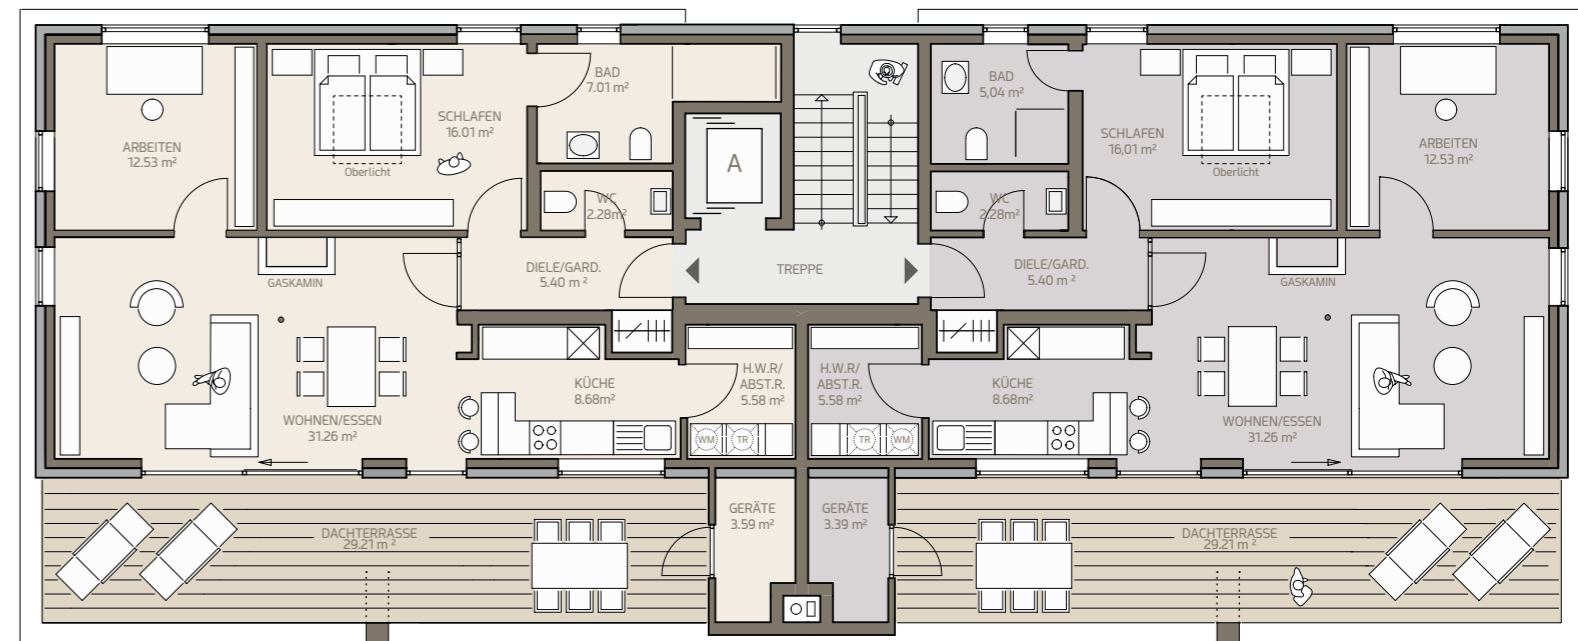 ARBEITEN
12.53 m²
SCHLAFEN
16.01 m²
Oberlicht
BAD
7.01 m²
WC
2.28m²
A
DIELE/GARD.
5.40 m ²
TREPPE
GASKAMIN
WOHNEN/ESSEN
31.26 m²
KÜCHE
8.68m²
H.W.R/
ABST.R.
5.58 m²
WM
TR
GERÄTE
3.59 m²
DACHTERRASSE
29.21 m ²
BAD
5,04 m²
WC
2.28m²
SCHLAFEN
16,01 m²
Oberlicht
ARBEITEN
12.53 m²
DIELE/GARD.
5.40 m ²
GASKAMIN
H.W.R/
ABST.R.
5.58 m²
TR
WM
KÜCHE
8.68m²
WOHNEN/ESSEN
31.26 m²
GERÄTE
3.39 m²
DACHTERRASSE
29.21 m ²